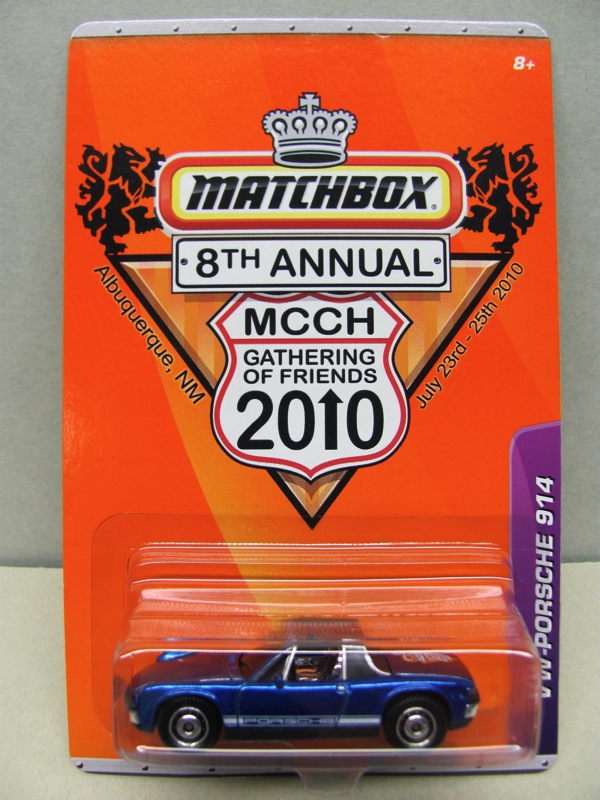 8+
MATCHBOX®
8TH ANNUAL
Albuquerque, NM
July 23rd - 25th 2010
MCCH
GATHERING
OF FRIENDS
2010
VW-PORSCHE 914
PORSCHE